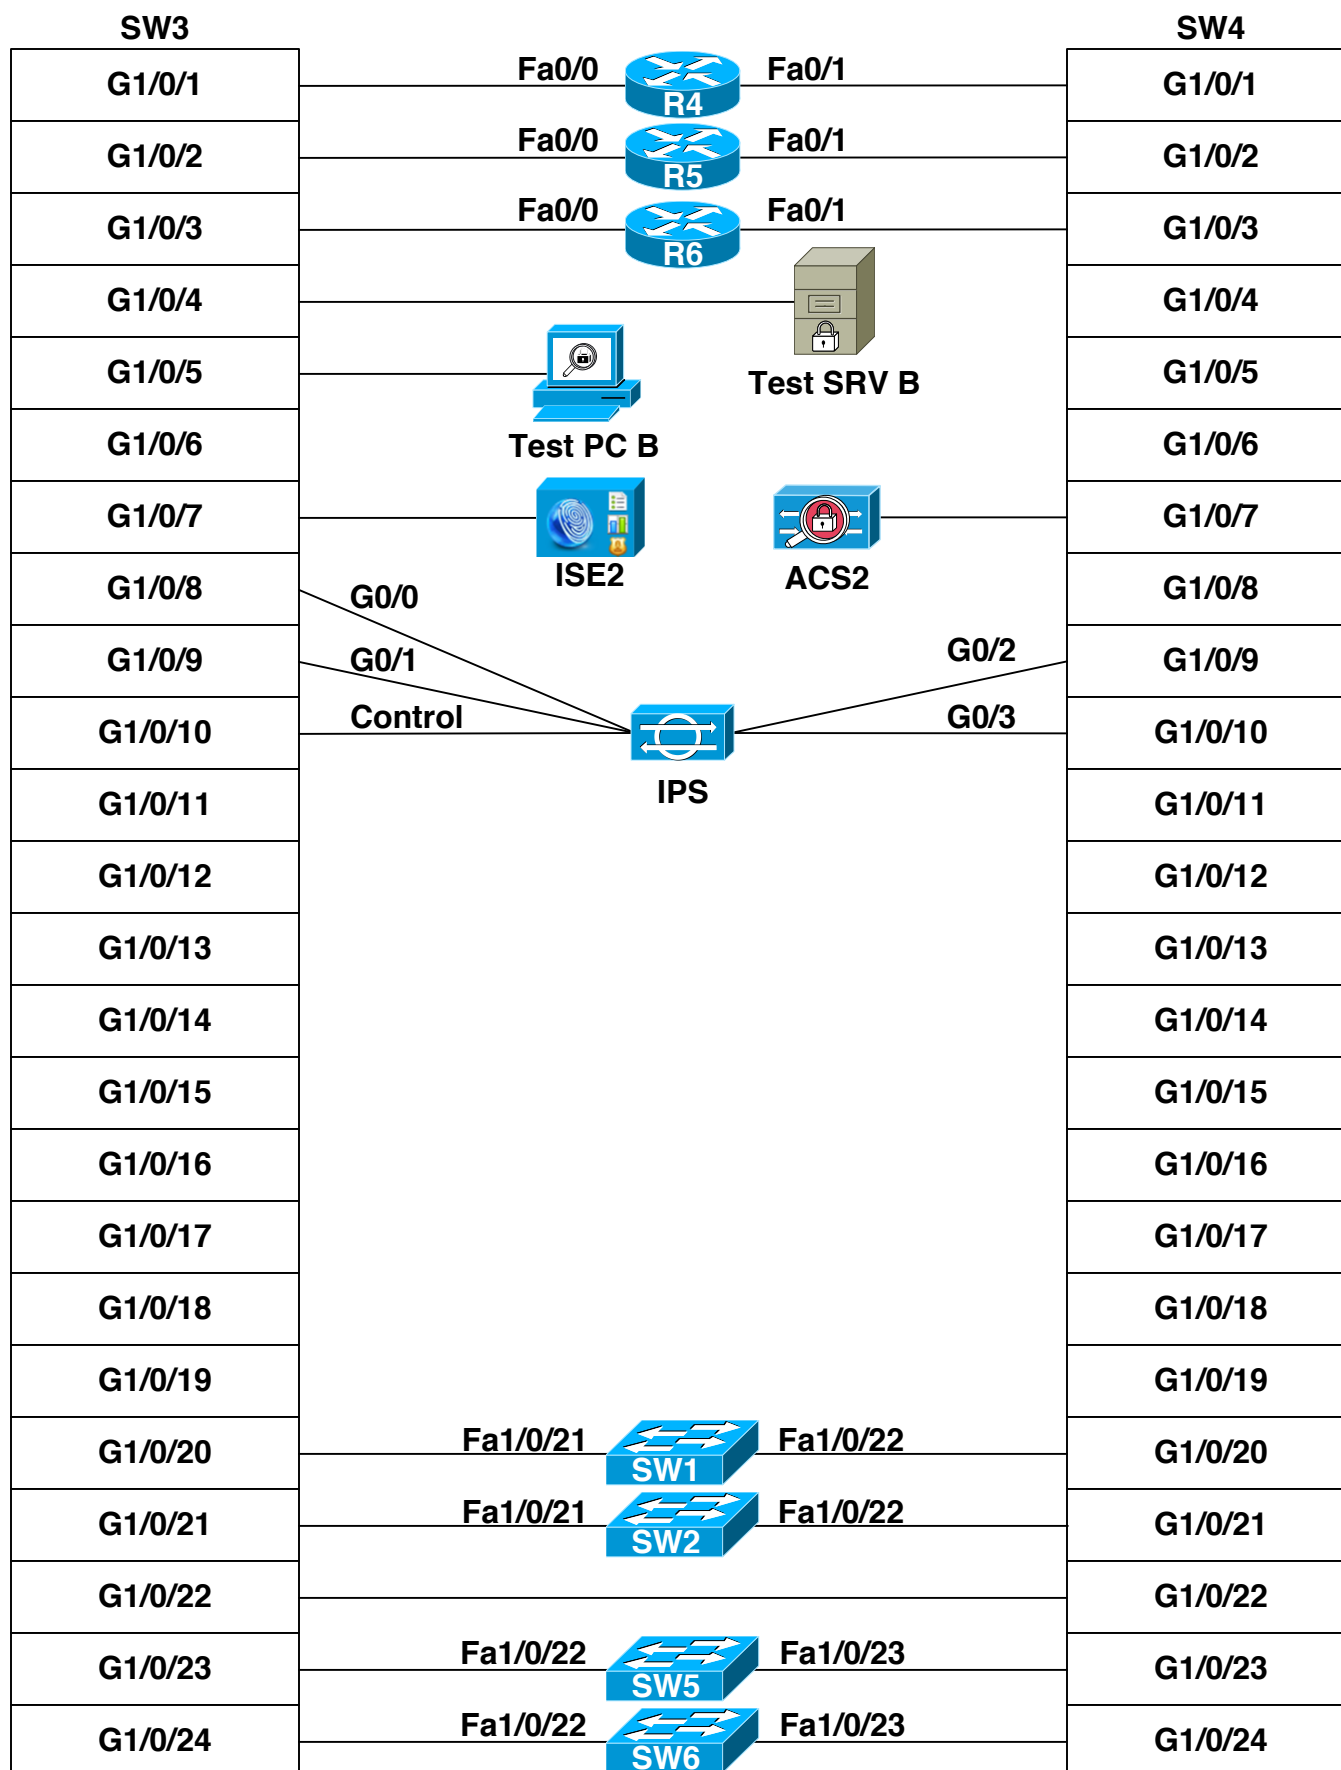 SW3 SW4
G1/0/1 Fa0/0 R4 Fa0/1 G1/0/1
G1/0/2 Fa0/0 R5 Fa0/1 G1/0/2
G1/0/3 Fa0/0 R6 Fa0/1 G1/0/3
G1/0/4 G1/0/4
Test SRV B
G1/0/5 G1/0/5
Test PC B
G1/0/6 G1/0/6
G1/0/7 G1/0/7
ISE2 ACS2
G1/0/8 G0/0 G1/0/8
G1/0/9 G0/1 G0/2 G1/0/9
G1/0/10 Control G0/3 G1/0/10
IPS
G1/0/11 G1/0/11
G1/0/12 G1/0/12
G1/0/13 G1/0/13
G1/0/14 G1/0/14
G1/0/15 G1/0/15
G1/0/16 G1/0/16
G1/0/17 G1/0/17
G1/0/18 G1/0/18
G1/0/19 G1/0/19
G1/0/20 Fa1/0/21 SW1 Fa1/0/22 G1/0/20
G1/0/21 Fa1/0/21 SW2 Fa1/0/22 G1/0/21
G1/0/22 G1/0/22
G1/0/23 Fa1/0/22 SW5 Fa1/0/23 G1/0/23
G1/0/24 Fa1/0/22 SW6 Fa1/0/23 G1/0/24